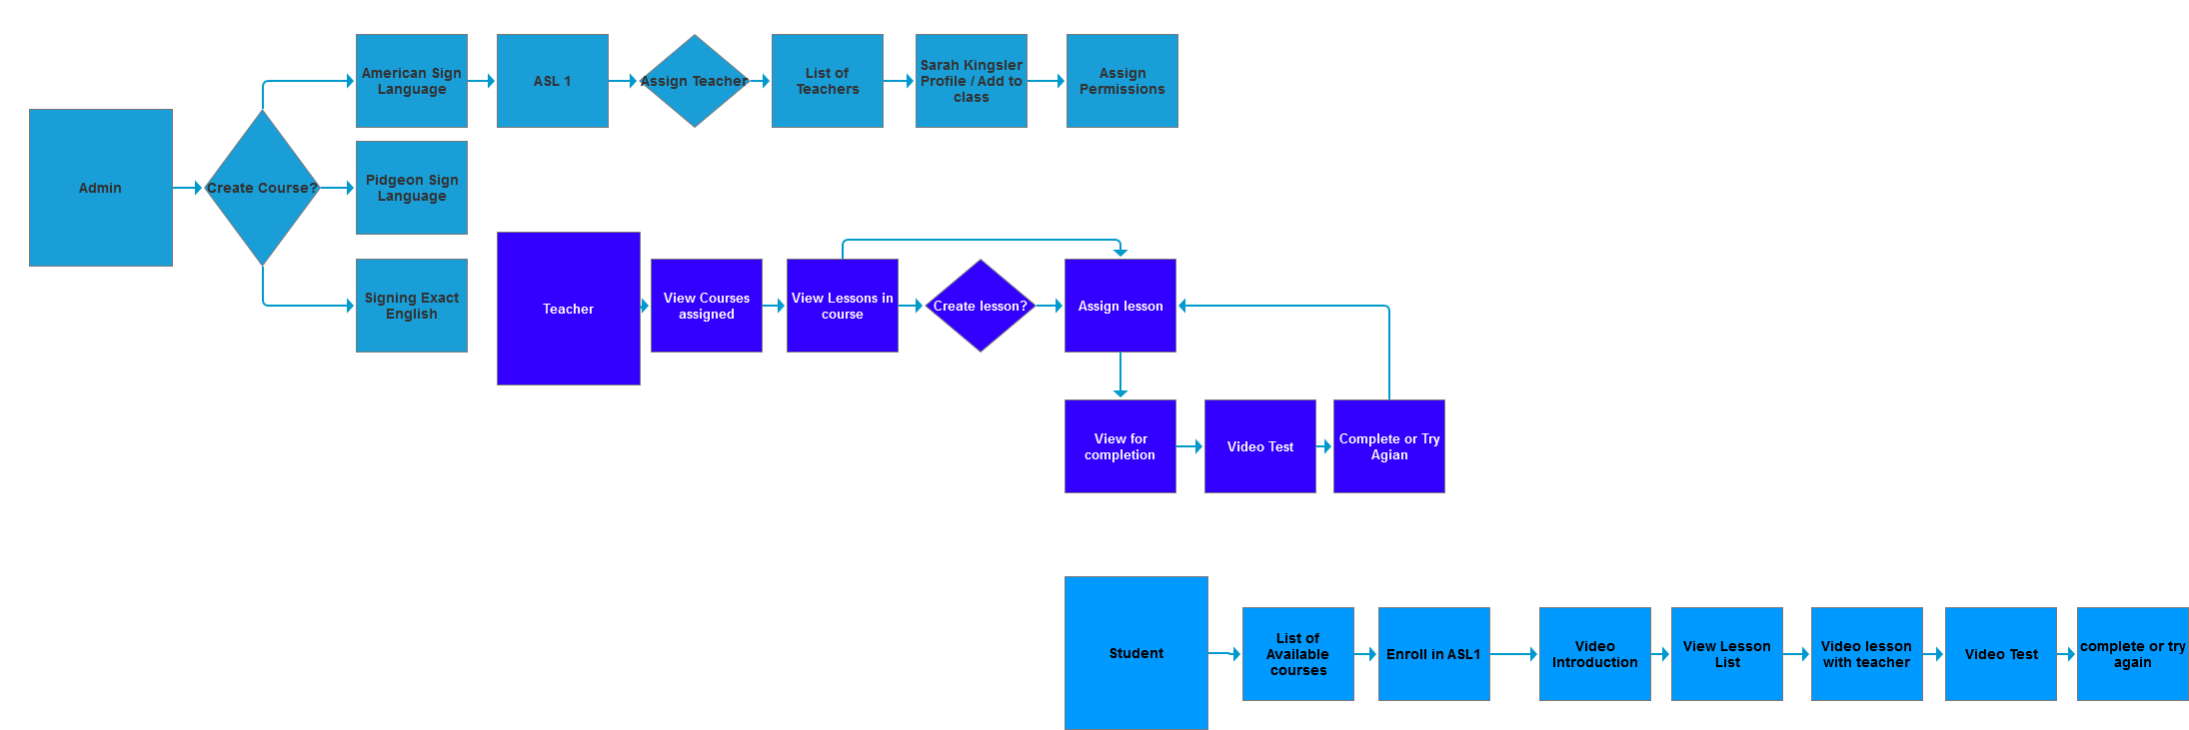 American Sign
Language
ASL 1
Assign Teacher
List of
Teachers
Sarah Kingsler
Profile / Add to
class
Assign
Permissions
Admin
Create Course?
Pidgeon Sign
Language
Signing Exact
English
Teacher
View Courses
assigned
View Lessons in
course
Create lesson?
Assign lesson
View for
completion
Video Test
Complete or Try
Agian
Student
List of
Available
courses
Enroll in ASL1
Video
Introduction
View Lesson
List
Video lesson
with teacher
Video Test
complete or try
again